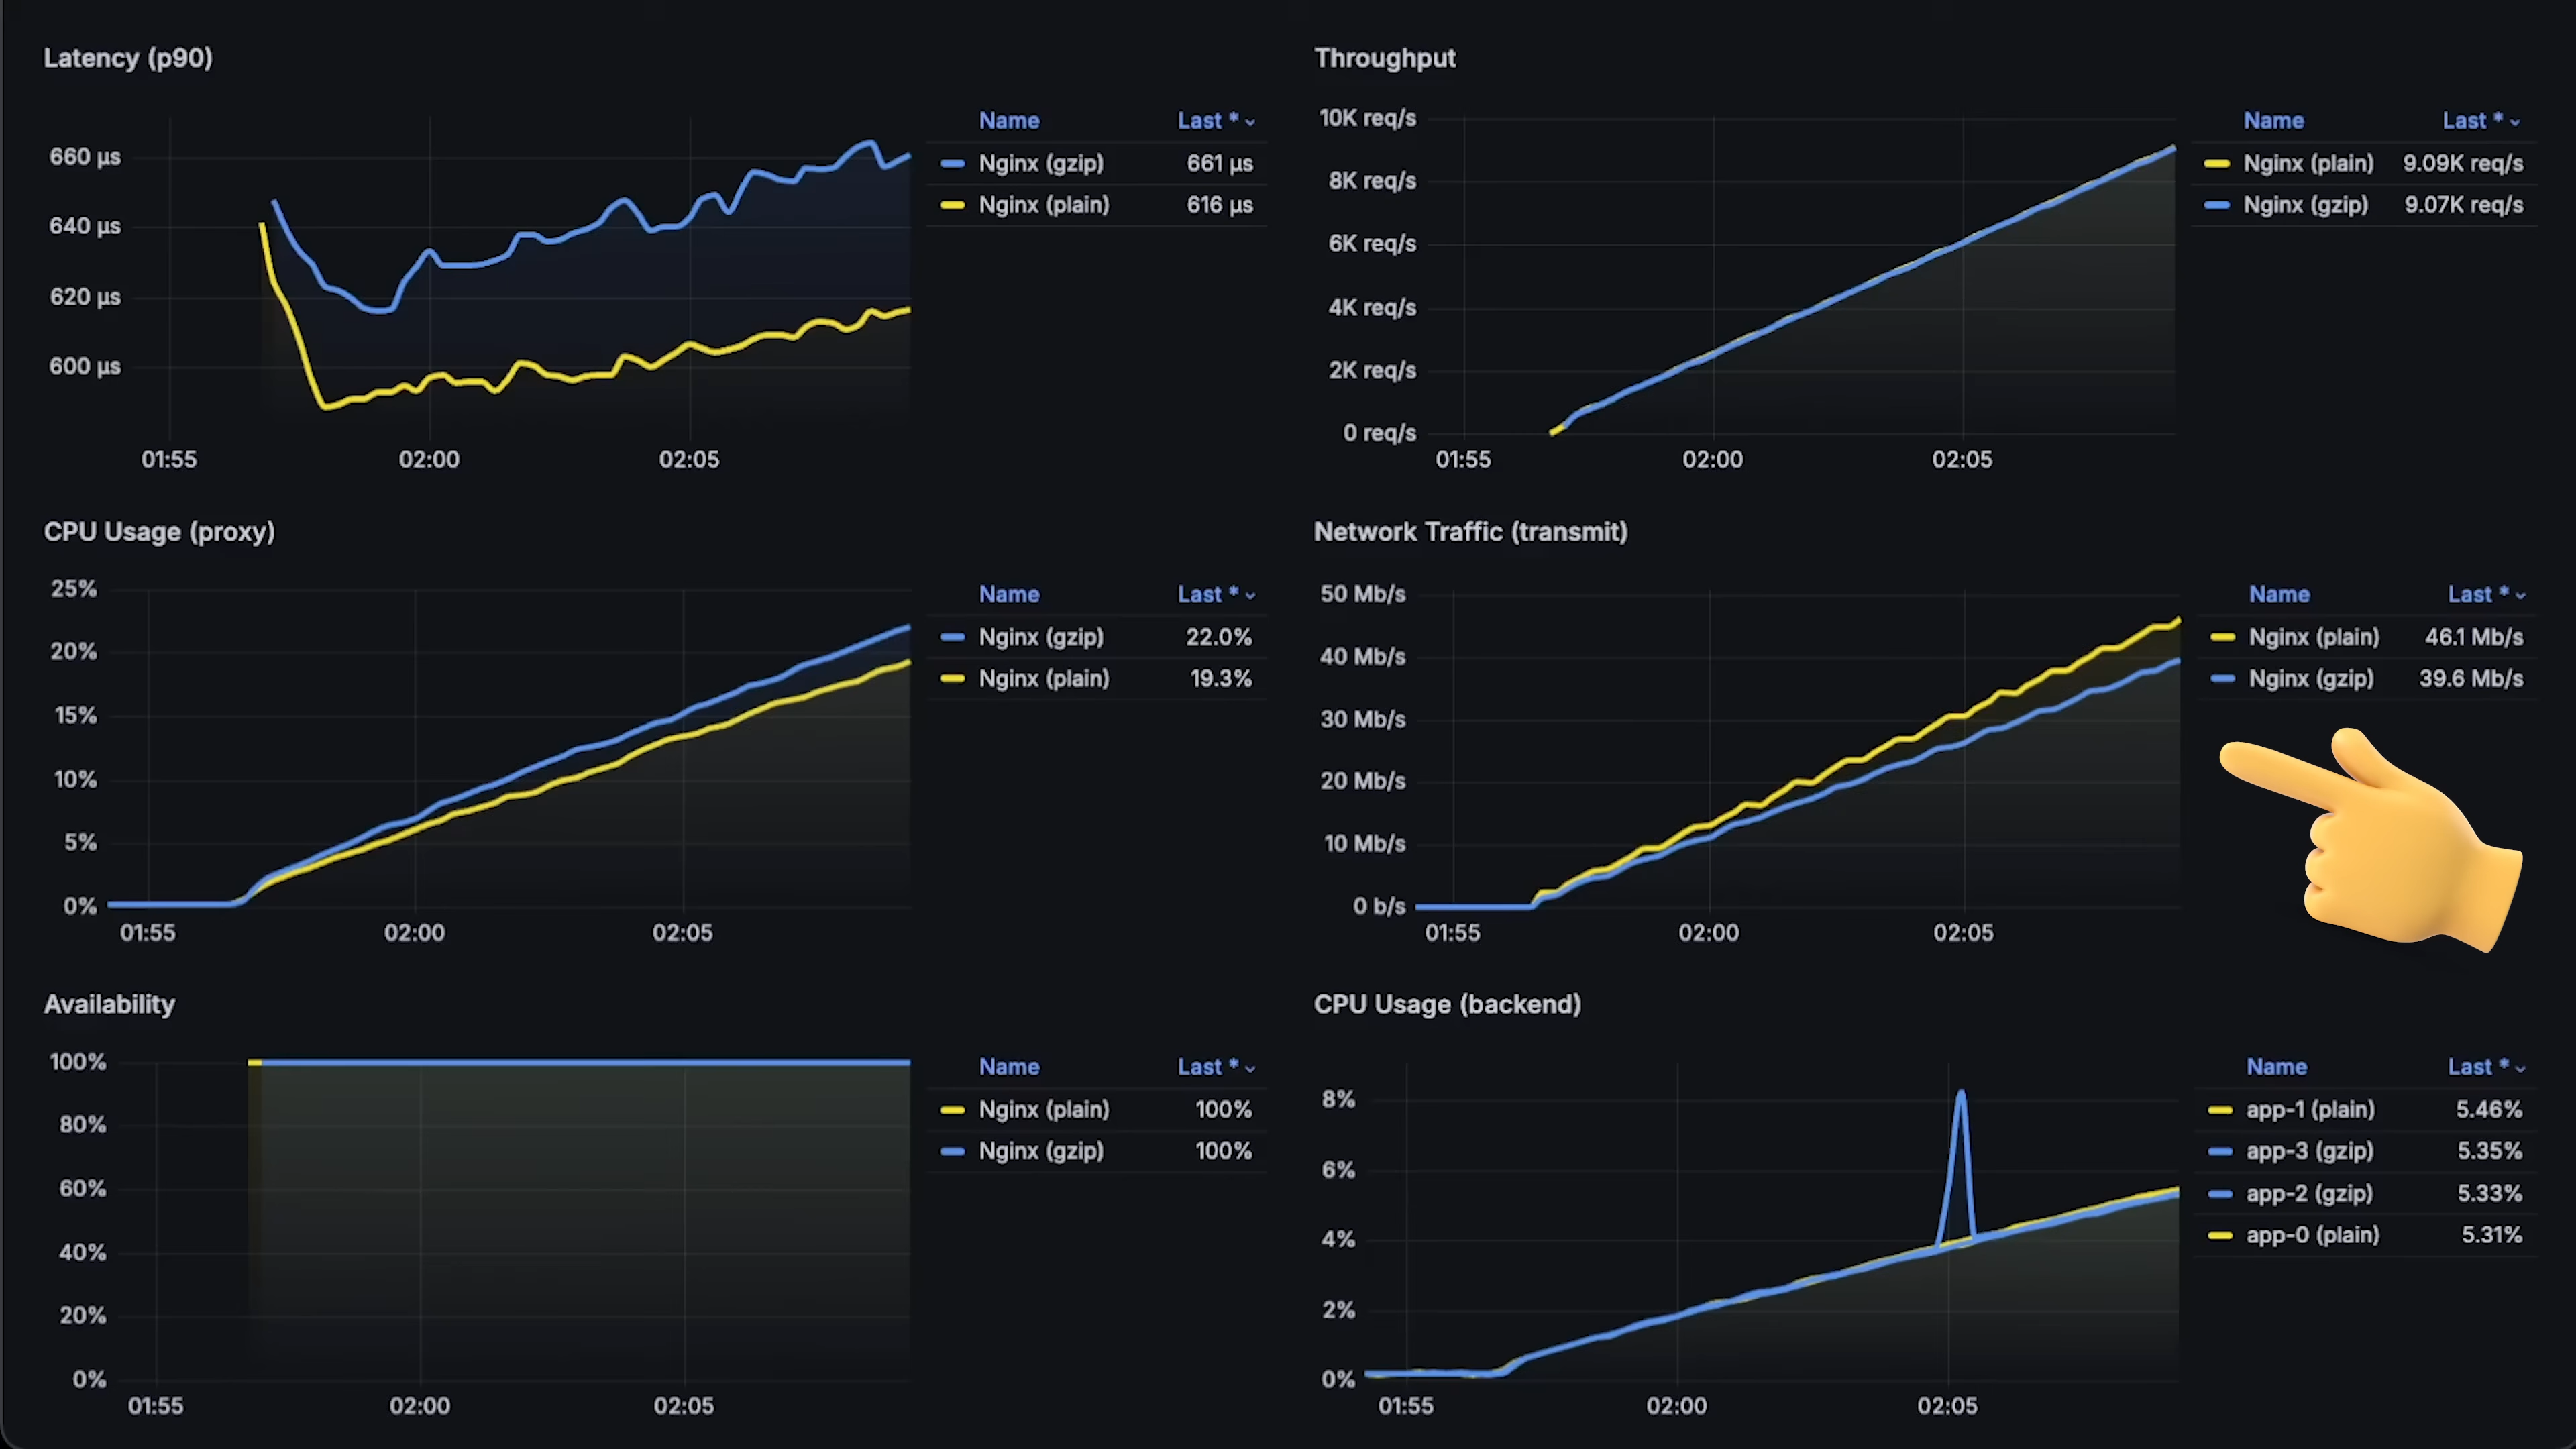 Latency (p90)
660 µs
640 µs
620 µs
600 µs
01:55 02:00 02:05
Name Last *
Nginx (gzip) 661 µs
Nginx (plain) 616 µs
Throughput
10K req/s
8K req/s
6K req/s
4K req/s
2K req/s
0 req/s
01:55 02:00 02:05
Name Last *
Nginx (plain) 9.09K req/s
Nginx (gzip) 9.07K req/s
CPU Usage (proxy)
25%
20%
15%
10%
5%
0%
01:55 02:00 02:05
Name Last *
Nginx (gzip) 22.0%
Nginx (plain) 19.3%
Network Traffic (transmit)
50 Mb/s
40 Mb/s
30 Mb/s
20 Mb/s
10 Mb/s
0 b/s
01:55 02:00 02:05
Name Last *
Nginx (plain) 46.1 Mb/s
Nginx (gzip) 39.6 Mb/s
Availability
100%
80%
60%
40%
20%
0%
01:55 02:00 02:05
Name Last *
Nginx (plain) 100%
Nginx (gzip) 100%
CPU Usage (backend)
8%
6%
4%
2%
0%
01:55 02:00 02:05
Name Last *
app-1 (plain) 5.46%
app-3 (gzip) 5.35%
app-2 (gzip) 5.33%
app-0 (plain) 5.31%